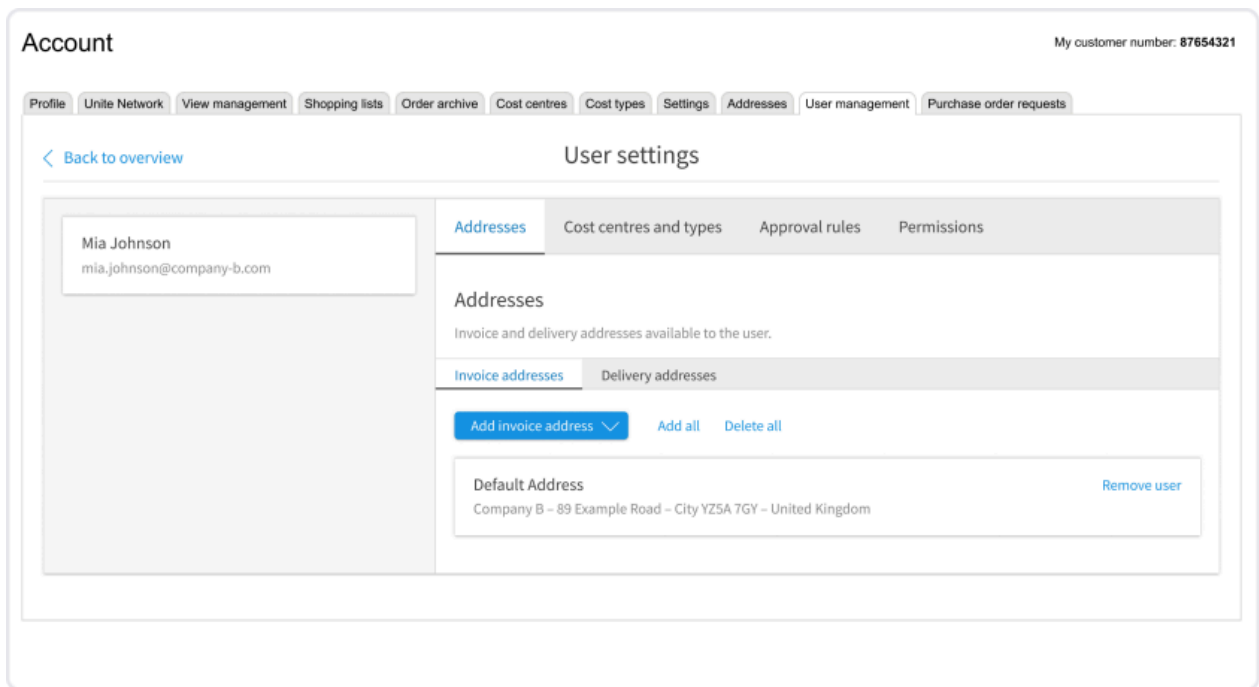 Account
My customer number: 87654321
Profile Unite Network View management Shopping lists Order archive Cost centres Cost types Settings Addresses User management Purchase order requests
Back to overview
User settings
Mia Johnson
mia.johnson@company-b.com
Addresses Cost centres and types Approval rules Permissions
Addresses
Invoice and delivery addresses available to the user.
Invoice addresses Delivery addresses
Add invoice address Add all Delete all
Default Address
Remove user
Company B – 89 Example Road – City YZ5A 7GY – United Kingdom